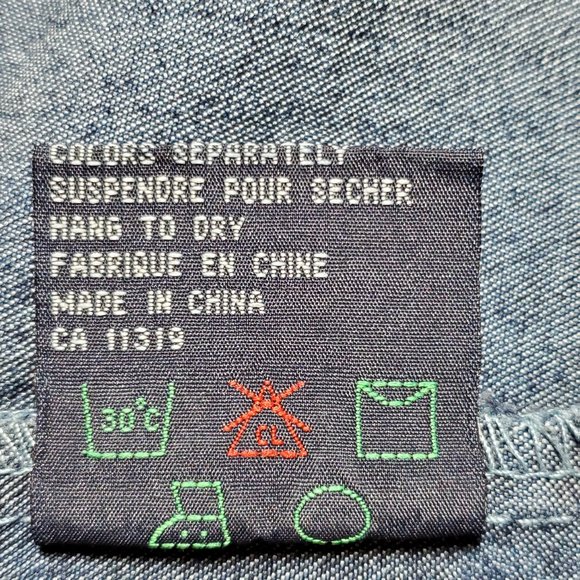 COLORS SEPARATELY
SUSPENDRE POUR SECHER
HANG TO DRY
FABRIQUE EN CHINE
MADE IN CHINA
CA 11319
30°C
CL